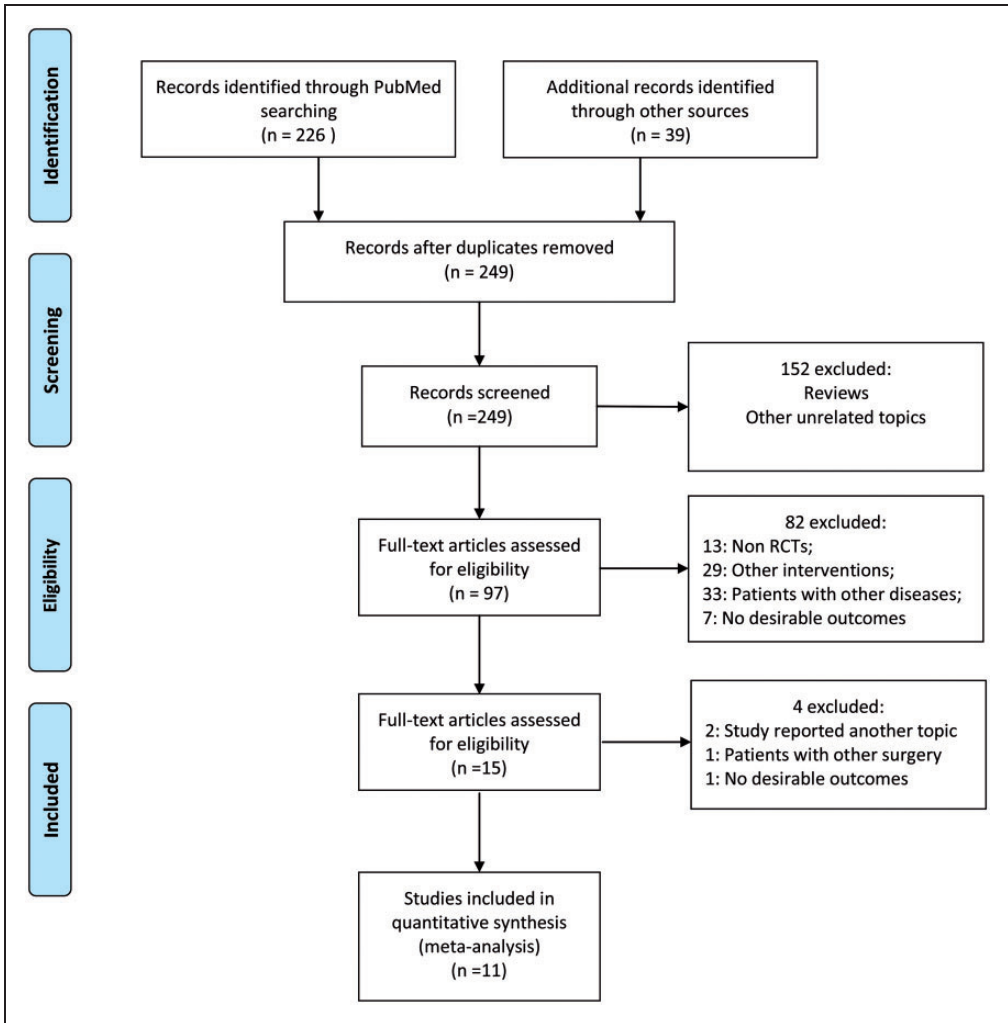 Identification
Records identified through PubMed
searching
(n = 226 )
Additional records identified
through other sources
(n = 39)
Records after duplicates removed
(n = 249)
Screening
Records screened
(n =249)
152 excluded:
Reviews
Other unrelated topics
Eligibility
Full-text articles assessed
for eligibility
(n = 97)
82 excluded:
13: Non RCTs;
29: Other interventions;
33: Patients with other diseases;
7: No desirable outcomes
Included
Full-text articles assessed
for eligibility
(n =15)
4 excluded:
2: Study reported another topic
1: Patients with other surgery
1: No desirable outcomes
Studies included in
quantitative synthesis
(meta-analysis)
(n =11)